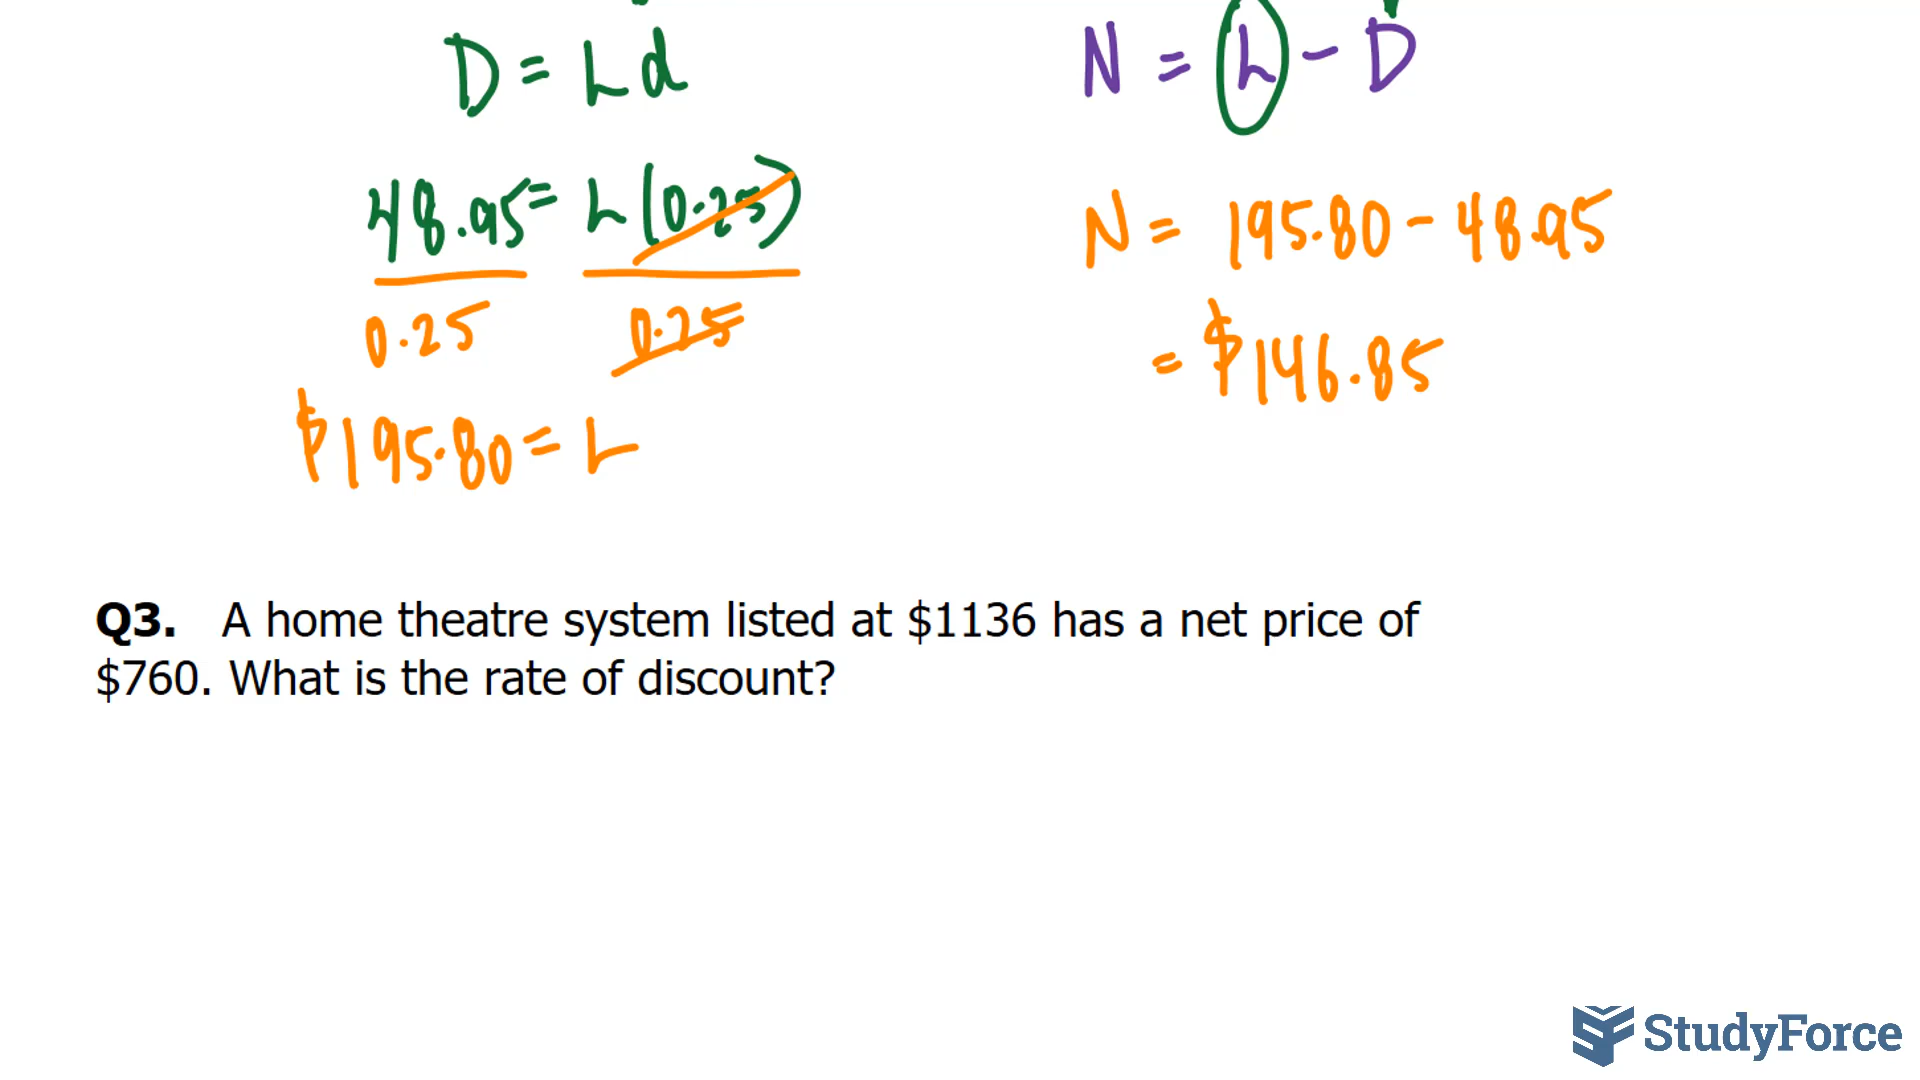 D = Ld
N = L - D
48.95 = L(0.25)
0.25 0.25
$195.80 = L
N = 195.80 - 48.95
= $146.85
Q3. A home theatre system listed at $1136 has a net price of
$760. What is the rate of discount?
StudyForce